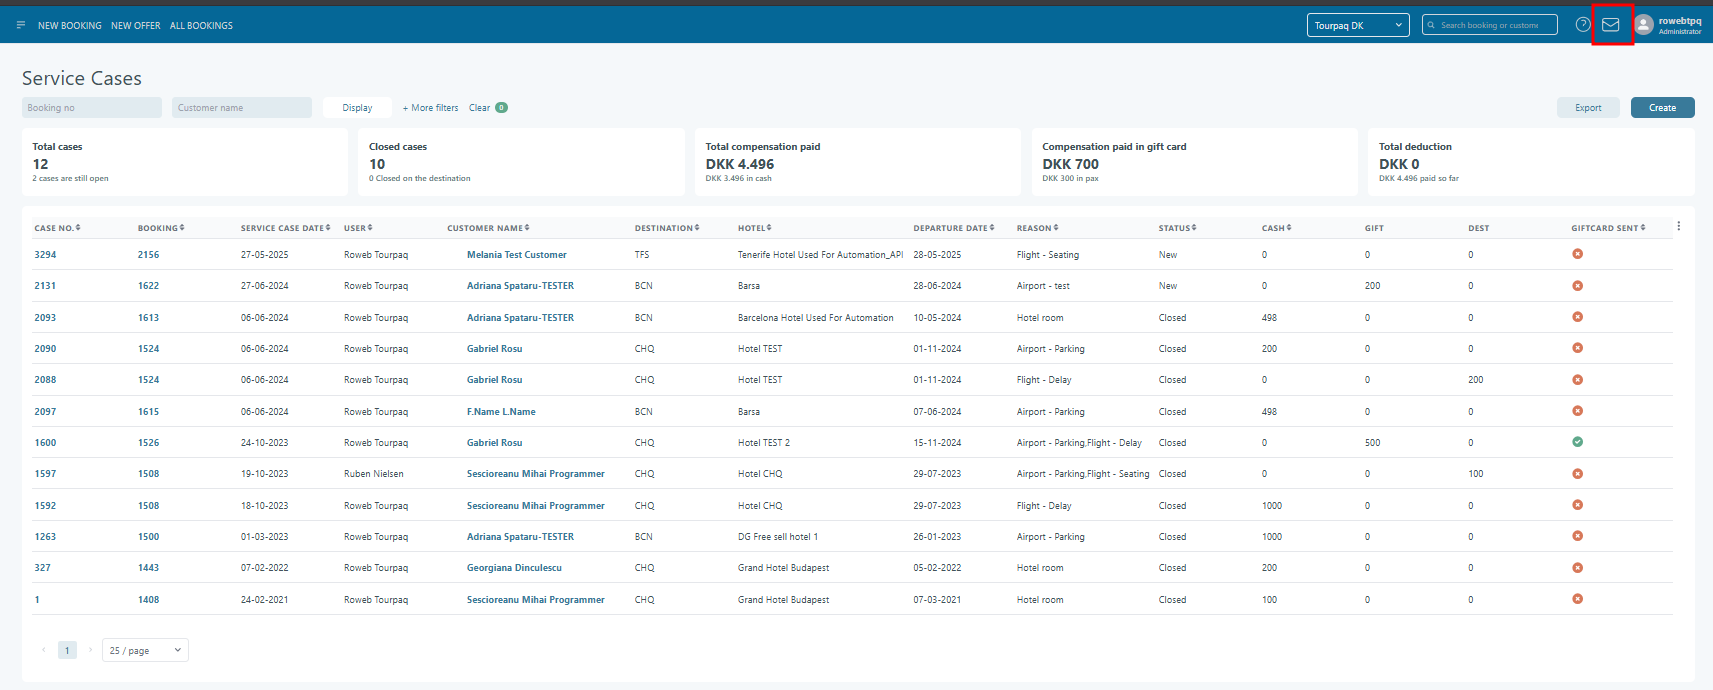 NEW BOOKING NEW OFFER ALL BOOKINGS Tourpaq DK Search booking or custome rowebtpq
Administrator
Service Cases
Booking no Customer name Display + More filters Clear 0 Export Create
Total cases Closed cases Total compensation paid Compensation paid in gift card Total deduction
12 10 DKK 4.496 DKK 700 DKK 0
2 cases are still open 0 Closed on the destination DKK 3.496 in cash DKK 300 in pax DKK 4.496 paid so far
CASE NO. BOOKING SERVICE CASE DATE USER CUSTOMER NAME DESTINATION HOTEL DEPARTURE DATE REASON STATUS CASH GIFT DEST GIFTCARD SENT
3294 2156 27-05-2025 Roweb Tourpaq Melania Test Customer TFS Tenerife Hotel Used For Automation_API 28-05-2025 Flight - Seating New 0 0 0
2131 1622 27-06-2024 Roweb Tourpaq Adriana Spataru-TESTER BCN Barsa 28-06-2024 Airport - test New 0 200 0
2093 1613 06-06-2024 Roweb Tourpaq Adriana Spataru-TESTER BCN Barcelona Hotel Used For Automation 10-05-2024 Hotel room Closed 498 0 0
2090 1524 06-06-2024 Roweb Tourpaq Gabriel Rosu CHQ Hotel TEST 01-11-2024 Airport - Parking Closed 200 0 0
2088 1524 06-06-2024 Roweb Tourpaq Gabriel Rosu CHQ Hotel TEST 01-11-2024 Flight - Delay Closed 0 0 200
2097 1615 06-06-2024 Roweb Tourpaq F.Name L.Name BCN Barsa 07-06-2024 Airport - Parking Closed 498 0 0
1600 1526 24-10-2023 Roweb Tourpaq Gabriel Rosu CHQ Hotel TEST 2 15-11-2024 Airport - Parking,Flight - Delay Closed 0 500 0
1597 1508 19-10-2023 Ruben Nielsen Sescioreanu Mihai Programmer CHQ Hotel CHQ 29-07-2023 Airport - Parking,Flight - Seating Closed 0 0 100
1592 1508 18-10-2023 Roweb Tourpaq Sescioreanu Mihai Programmer CHQ Hotel CHQ 29-07-2023 Flight - Delay Closed 1000 0 0
1263 1500 01-03-2023 Roweb Tourpaq Adriana Spataru-TESTER BCN DG Free sell hotel 1 26-01-2023 Airport - Parking Closed 1000 0 0
327 1443 07-02-2022 Roweb Tourpaq Georgiana Dinculescu CHQ Grand Hotel Budapest 05-02-2022 Hotel room Closed 200 0 0
1 1408 24-02-2021 Roweb Tourpaq Sescioreanu Mihai Programmer CHQ Grand Hotel Budapest 07-03-2021 Hotel room Closed 100 0 0
1 25 / page